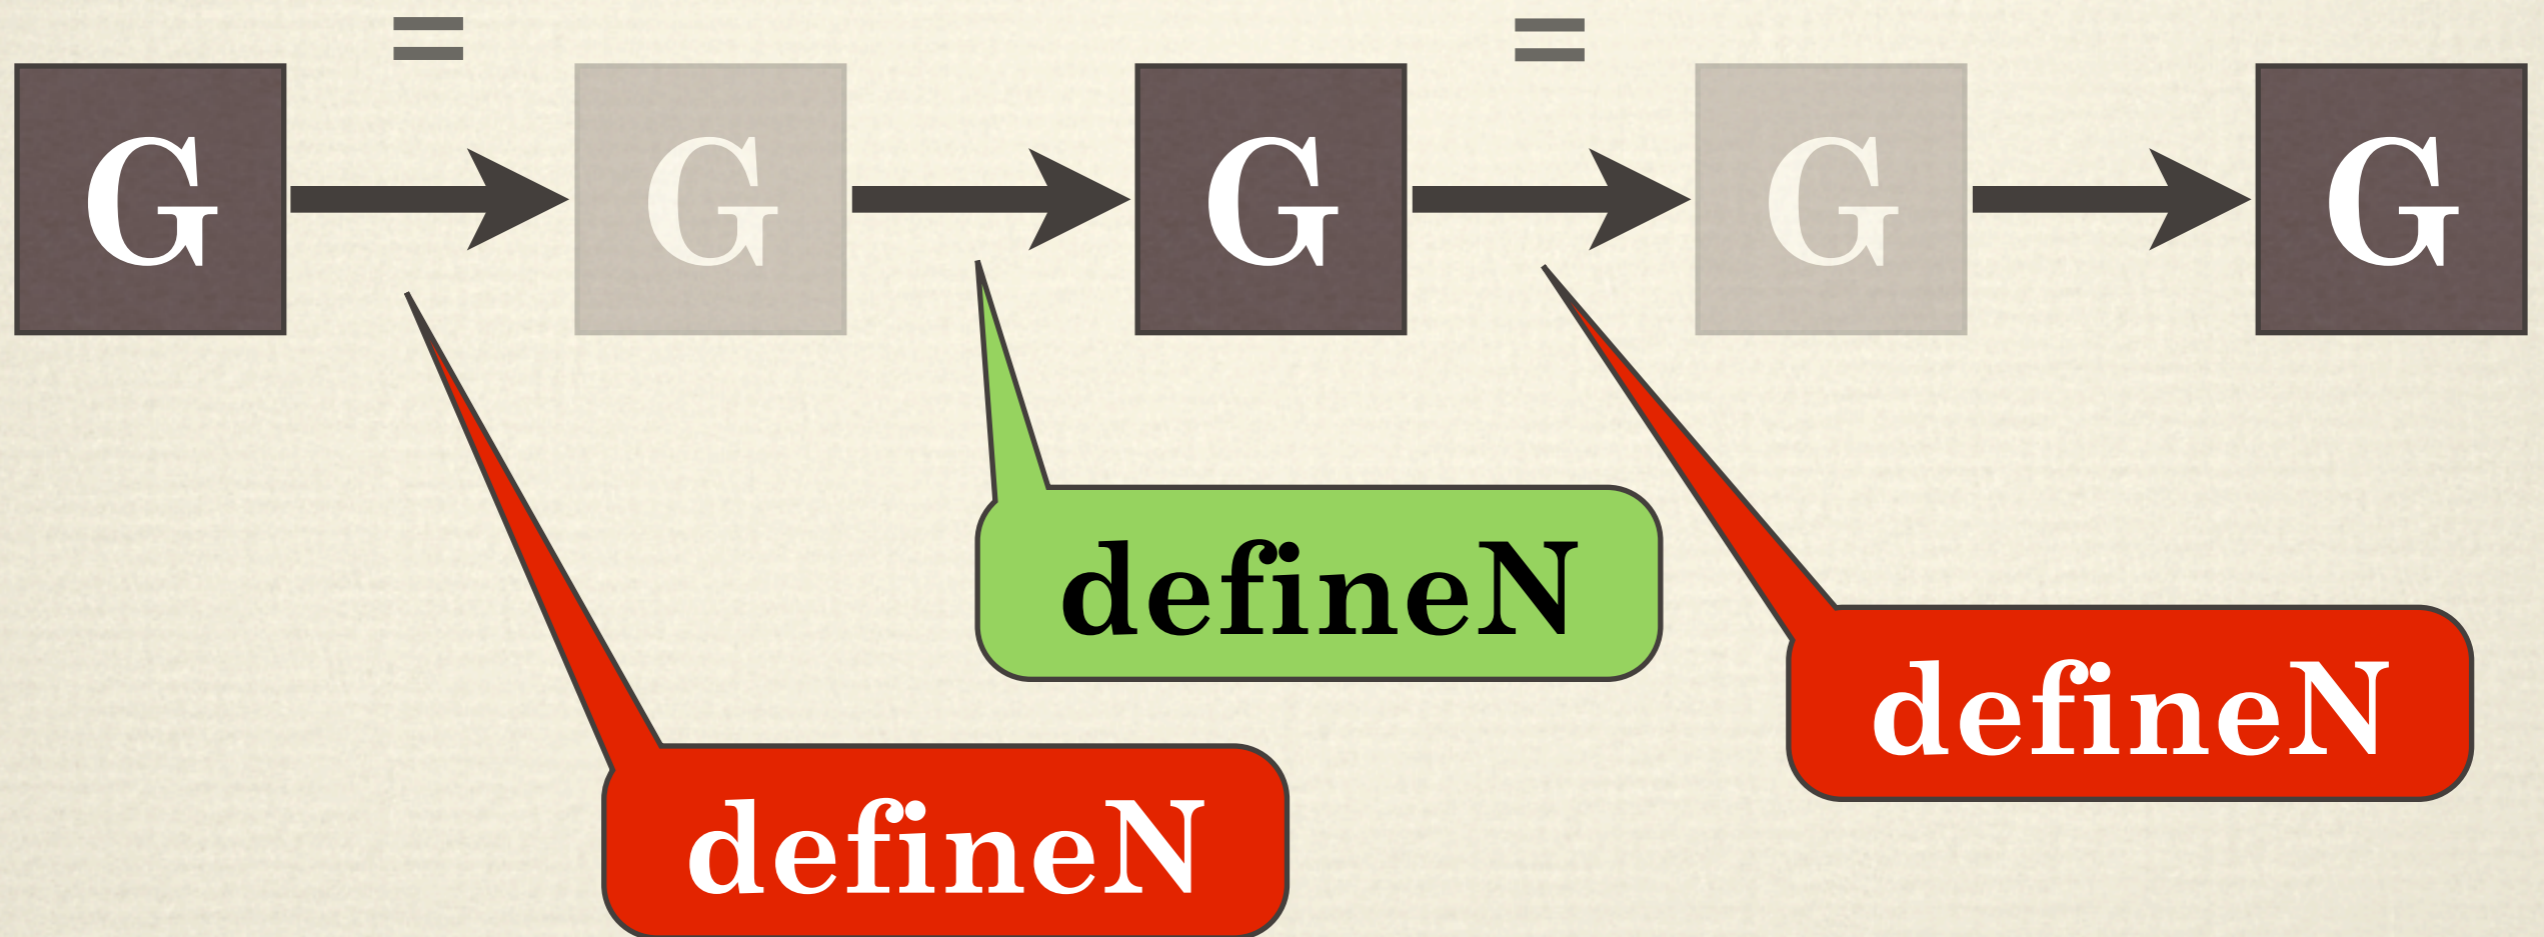 = =
G G G G G
defineN
defineN
defineN